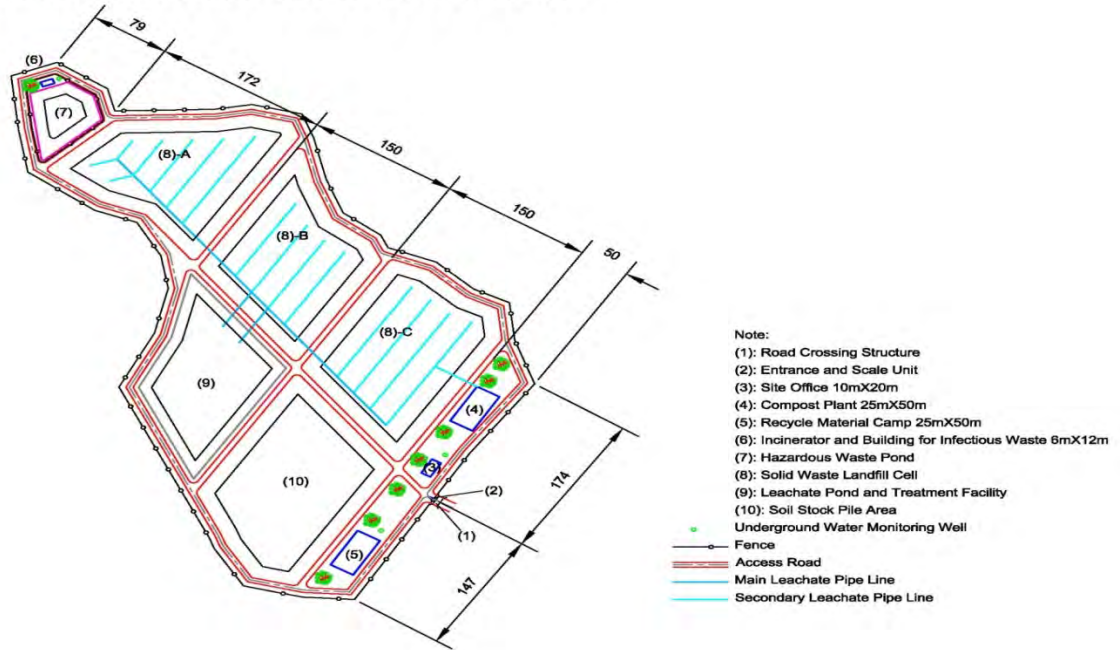 79
(6)
172
(7)
150
(8)-A
150
(8)-B
50
(8)-C
Note:
(1): Road Crossing Structure
(2): Entrance and Scale Unit
(3): Site Office 10mX20m
(4): Compost Plant 25mX50m
(5): Recycle Material Camp 25mX50m
(6): Incinerator and Building for Infectious Waste 6mX12m
(7): Hazardous Waste Pond
(8): Solid Waste Landfill Cell
(9): Leachate Pond and Treatment Facility
(10): Soil Stock Pile Area
Underground Water Monitoring Well
Fence
Access Road
Main Leachate Pipe Line
Secondary Leachate Pipe Line
(9)
(4)
(3)
174
(10)
(2)
(1)
(5)
147